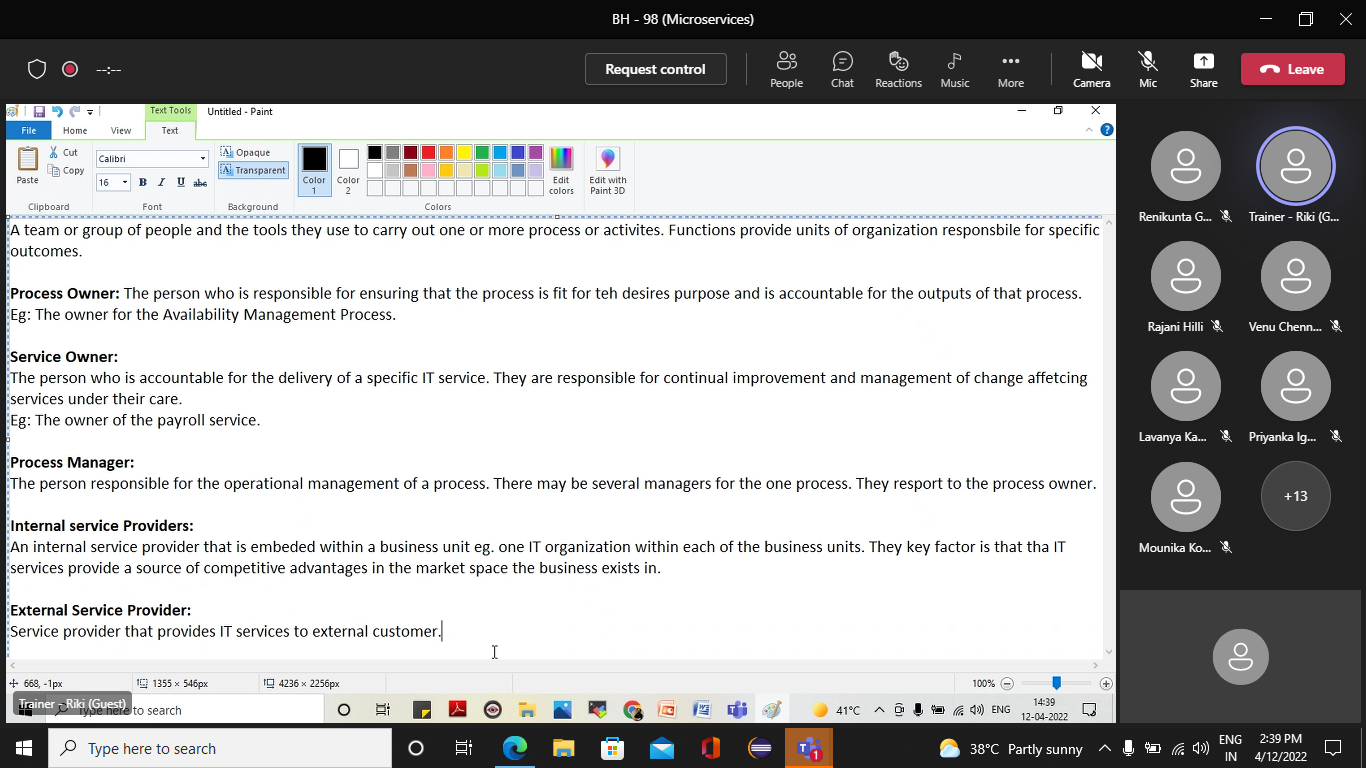 BH - 98 (Microservices)
--:--
Request control
People
Chat
Reactions
Music
More
Camera
Mic
Share
Leave
Text Tools
Untitled - Paint
File
Home
View
Text
Paste
Cut
Copy
Clipboard
Calibri
16
B I U abc
Font
Opaque
Transparent
Background
Color 1
Color 2
Edit colors
Colors
Edit with Paint 3D
A team or group of people and the tools they use to carry out one or more process or activites. Functions provide units of organization responsbile for specific
outcomes.
Process Owner: The person who is responsible for ensuring that the process is fit for teh desires purpose and is accountable for the outputs of that process.
Eg: The owner for the Availability Management Process.
Service Owner:
The person who is accountable for the delivery of a specific IT service. They are responsible for continual improvement and management of change affetcing
services under their care.
Eg: The owner of the payroll service.
Process Manager:
The person responsible for the operational management of a process. There may be several managers for the one process. They resport to the process owner.
Internal service Providers:
An internal service provider that is embeded within a business unit eg. one IT organization within each of the business units. They key factor is that tha IT
services provide a source of competitive advantages in the market space the business exists in.
External Service Provider:
Service provider that provides IT services to external customer.
668, -1px
1355 × 546px
4236 × 2256px
100%
Trainer - Riki (Guest)
Type here to search
41°C
ENG
14:39
12-04-2022
Renikunta G...
Trainer - Riki (G...
Rajani Hilli
Venu Chenn...
Lavanya Ka...
Priyanka Ig...
Mounika Ko...
+13
Type here to search
1
38°C Partly sunny
ENG
IN
2:39 PM
4/12/2022